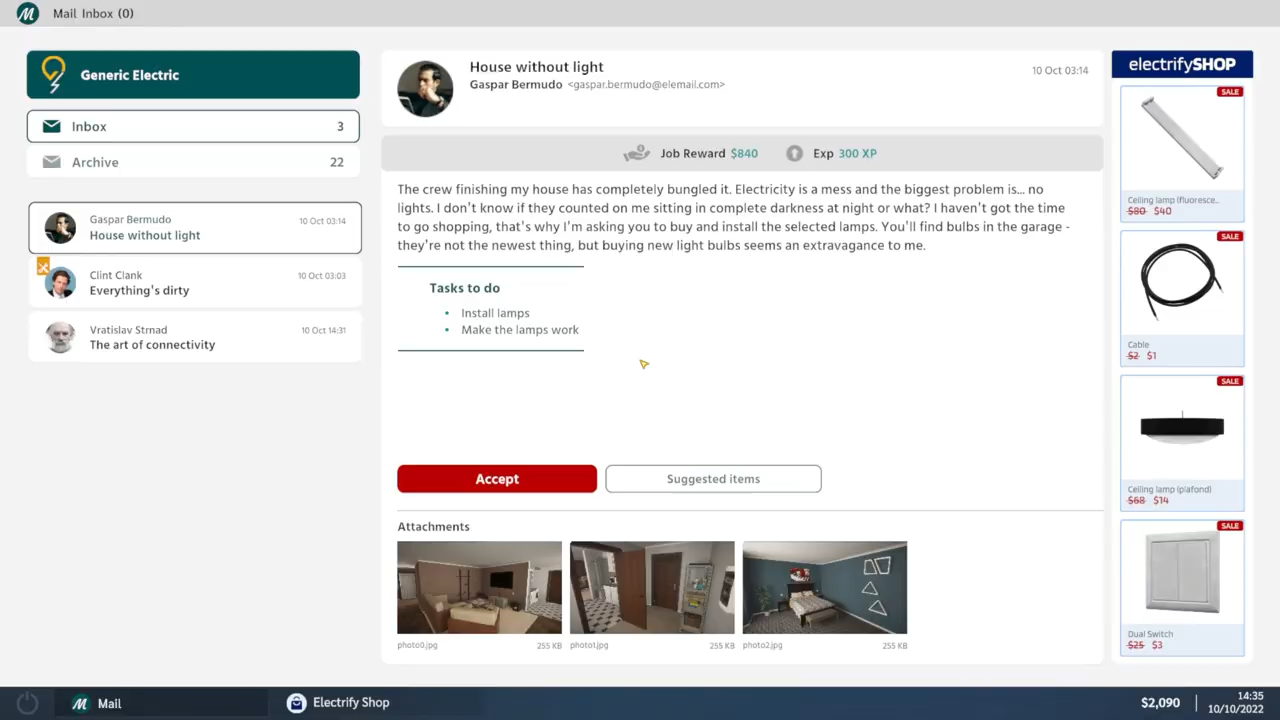 Mail Inbox (0)
Generic Electric
Inbox 3
Archive 22
Gaspar Bermudo 10 Oct 03:14
House without light
Clint Clank 10 Oct 03:03
Everything's dirty
Vratislav Strnad 10 Oct 14:31
The art of connectivity
House without light
10 Oct 03:14
Gaspar Bermudo <gaspar.bermudo@elemail.com>
Job Reward $840 Exp 300 XP
The crew finishing my house has completely bungled it. Electricity is a mess and the biggest problem is... no
lights. I don't know if they counted on me sitting in complete darkness at night or what? I haven't got the time
to go shopping, that's why I'm asking you to buy and install the selected lamps. You'll find bulbs in the garage -
they're not the newest thing, but buying new light bulbs seems an extravagance to me.
Tasks to do
• Install lamps
• Make the lamps work
Accept
Suggested items
Attachments
photo0.jpg 255 KB
photo1.jpg 255 KB
photo2.jpg 255 KB
electrifySHOP
SALE
Ceiling lamp (fluoresce..
$80 $40
SALE
Cable
$2 $1
SALE
Ceiling lamp (plafond)
$68 $14
SALE
Dual Switch
$25 $3
Mail
Electrify Shop
$2,090
14:35
10/10/2022